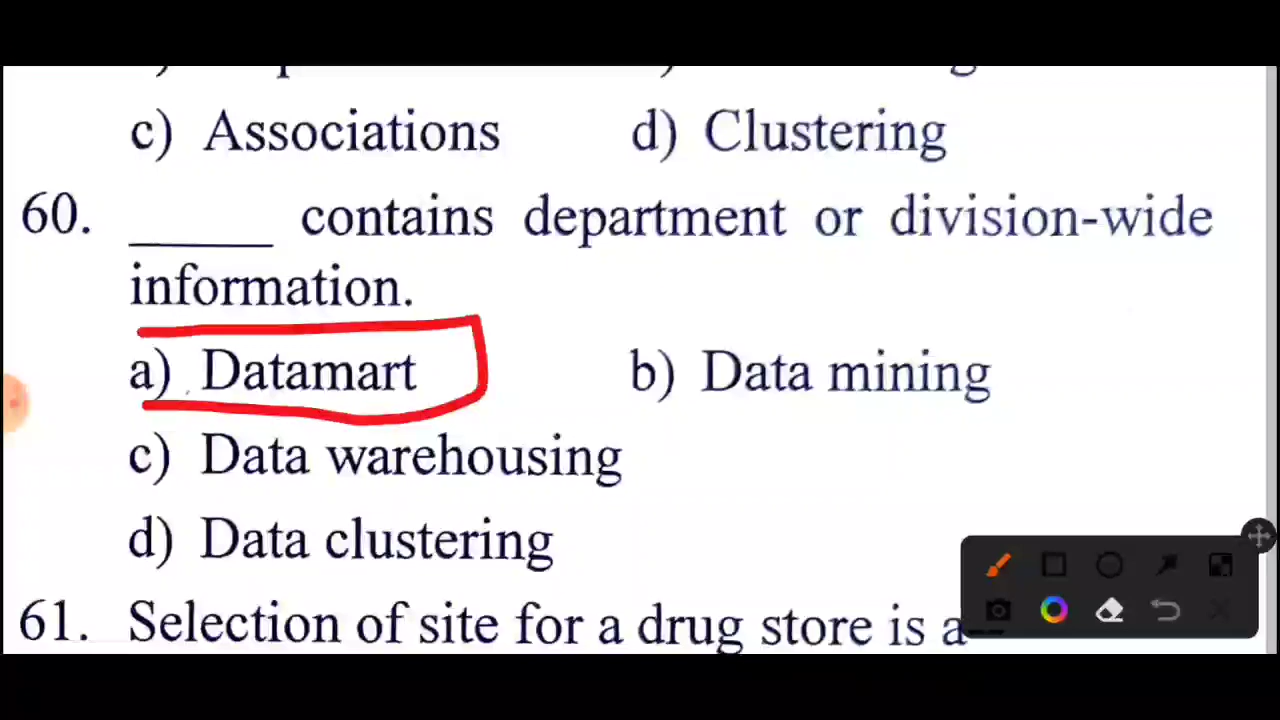 c) Associations d) Clustering
60. _____ contains department or division-wide
information.
a) Datamart b) Data mining
c) Data warehousing
d) Data clustering
61. Selection of site for a drug store is a